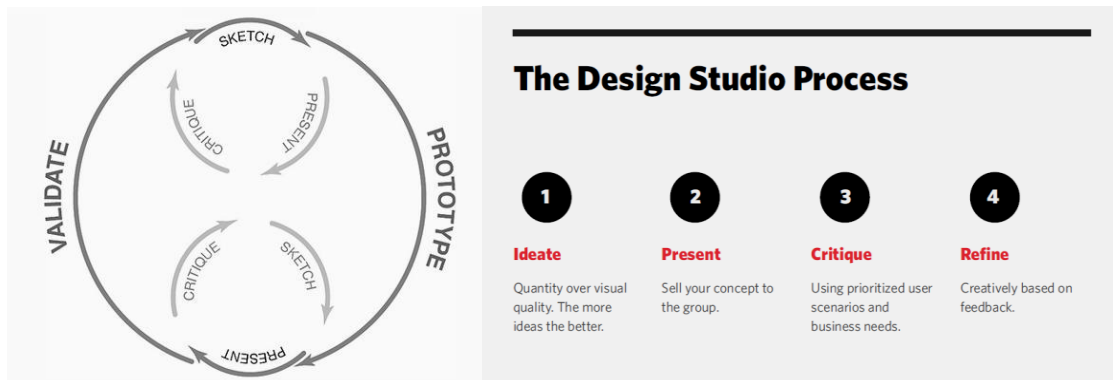 SKETCH
PRESENT
CRITIQUE
VALIDATE
PROTOTYPE
CRITIQUE
SKETCH
PRESENT
The Design Studio Process
1
2
3
4
Ideate
Quantity over visual
quality. The more
ideas the better.
Present
Sell your concept to
the group.
Critique
Using prioritized user
scenarios and
business needs.
Refine
Creatively based on
feedback.